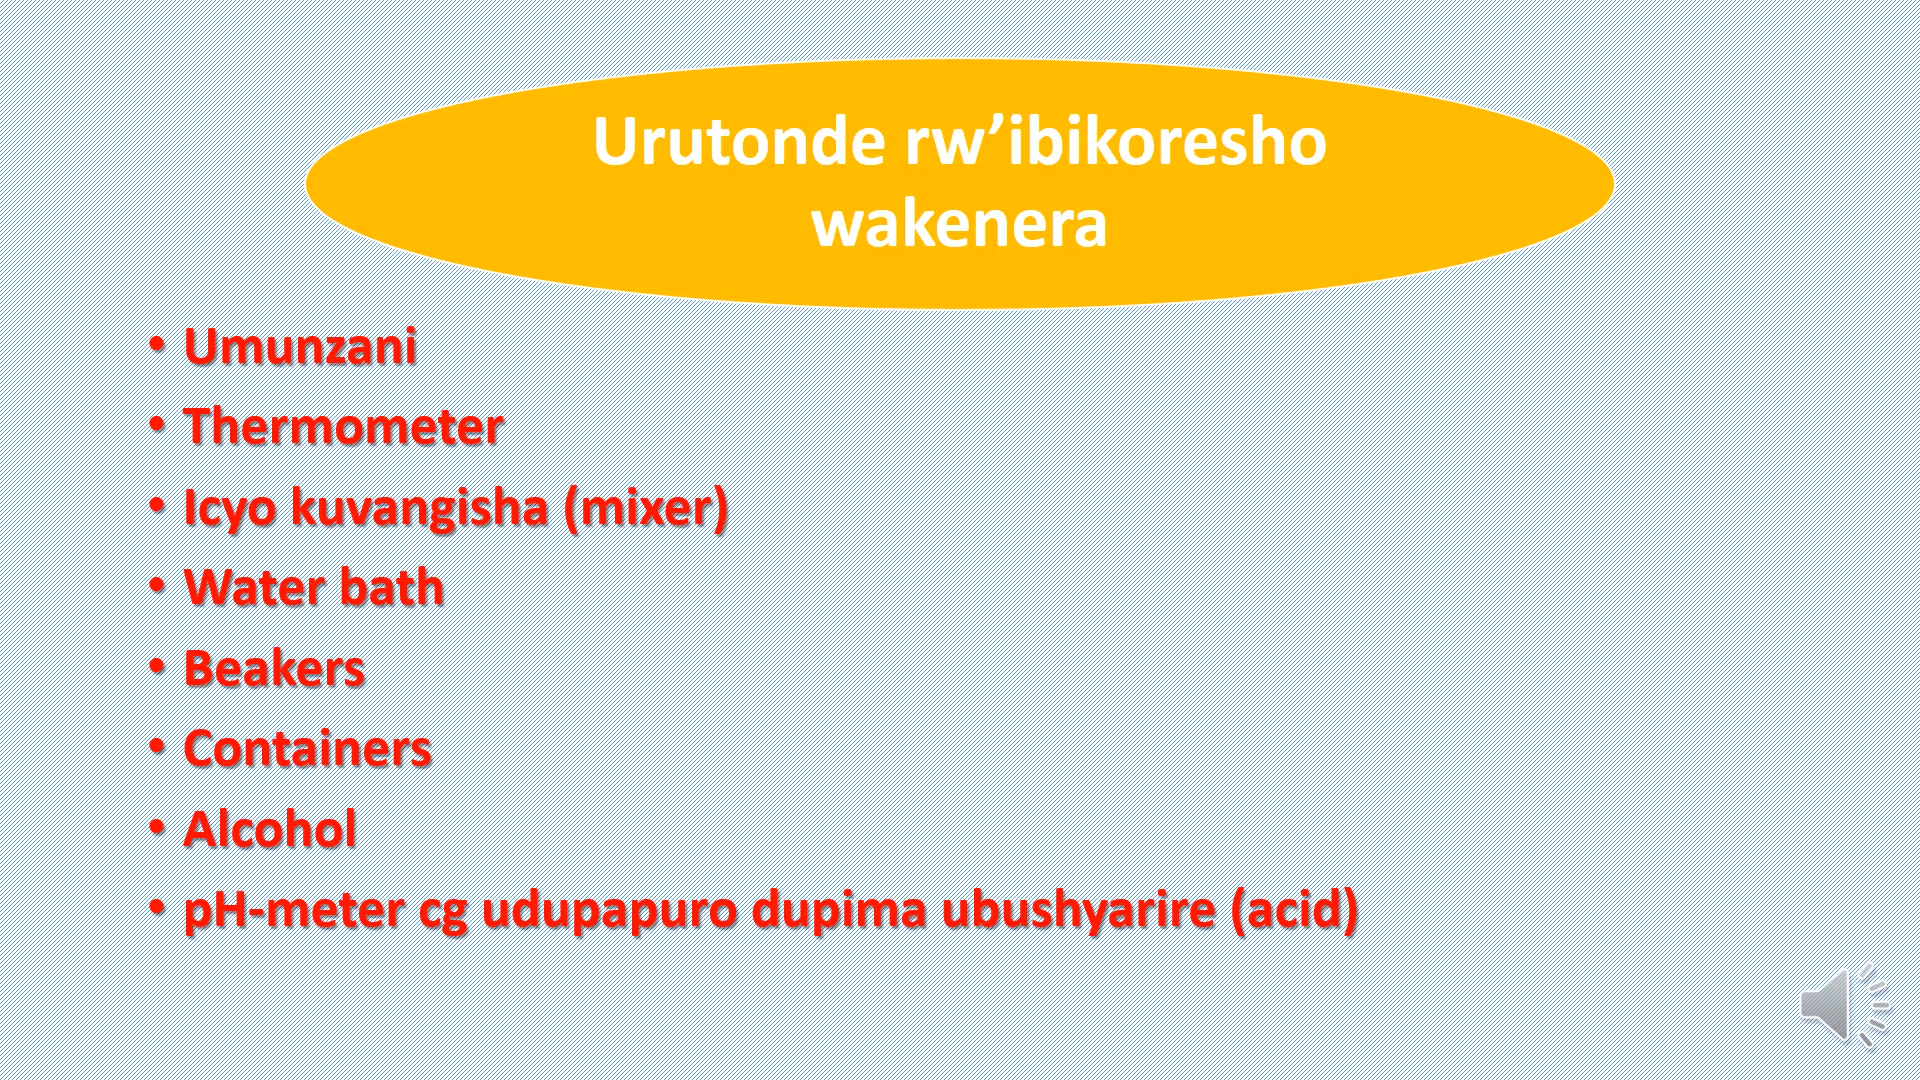 Urutonde rw’ibikoresho
wakenera
• Umunzani
• Thermometer
• Icyo kuvangisha (mixer)
• Water bath
• Beakers
• Containers
• Alcohol
• pH-meter cg udupapuro dupima ubushyarire (acid)